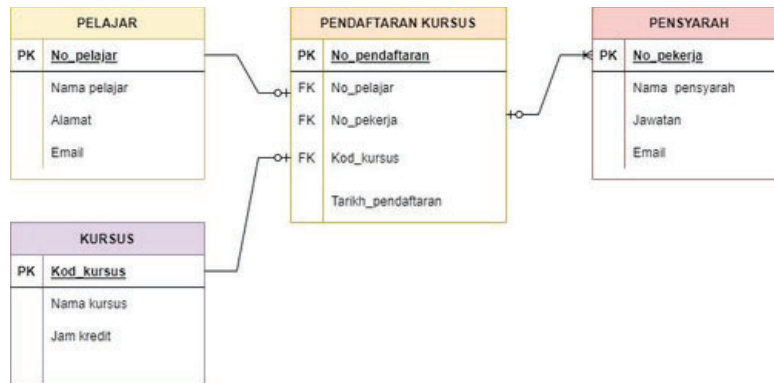 PELAJAR
PK No_pelajar
Nama pelajar
Alamat
Email
PENDAFTARAN KURSUS
PK No_pendaftaran
FK No_pelajar
FK No_pekerja
FK Kod_kursus
Tarikh_pendaftaran
PENSYARAH
PK No_pekerja
Nama pensyarah
Jawatan
Email
KURSUS
PK Kod_kursus
Nama kursus
Jam kredit